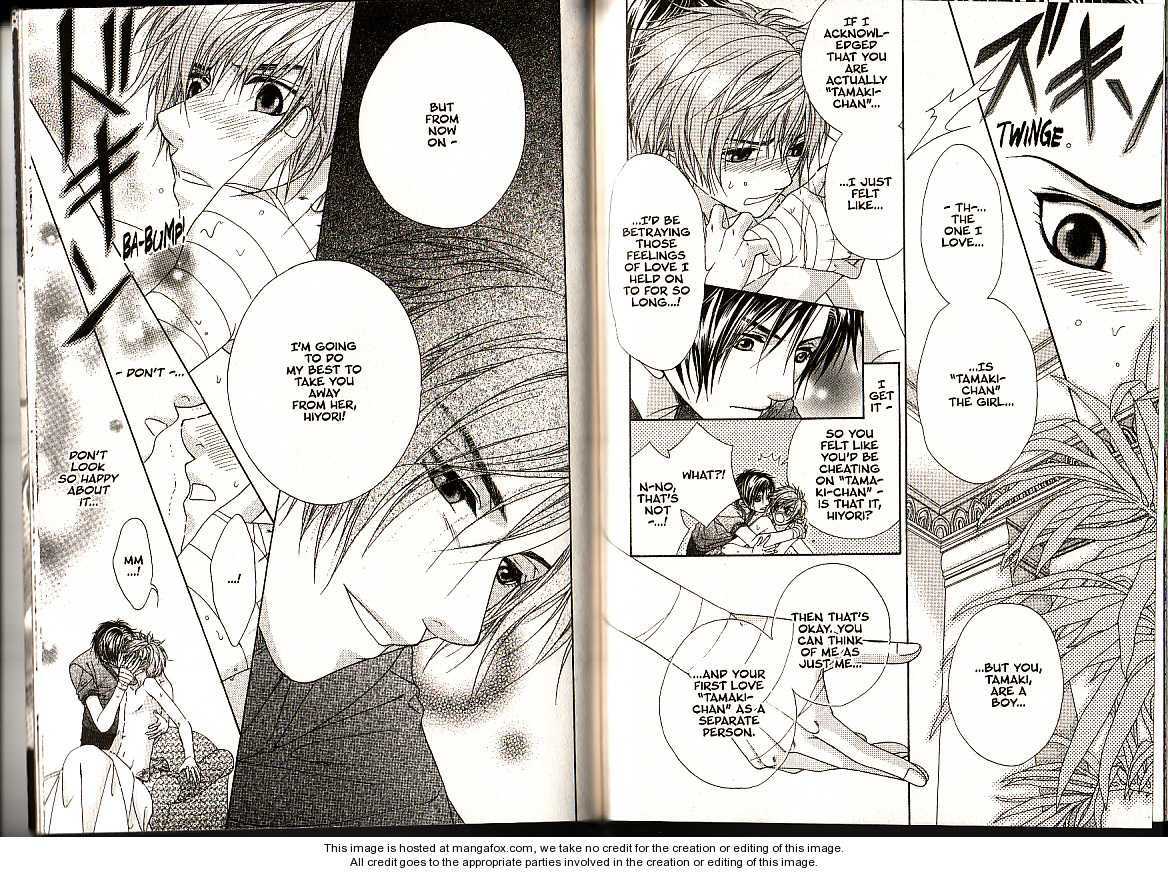 ズキン
TWINGE.
- TH-...
THE
ONE I
LOVE...
...IS
"TAMAKI-
CHAN"
THE GIRL...
...BUT YOU,
TAMAKI,
ARE A
BOY...
IF I
ACKNOWL-
EDGED
THAT YOU
ARE
ACTUALLY
"TAMAKI-
CHAN"...
...I JUST
FELT
LIKE...
...I'D BE
BETRAYING
THOSE
FEELINGS
OF LOVE I
HELD ON
TO FOR SO
LONG...!
I
GET
IT -
SO YOU
FELT LIKE
YOU'D BE
CHEATING
ON "TAMA-
KI-CHAN" -
IS THAT IT,
HIYORI?
WHAT?!
N-NO,
THAT'S
NOT
-...!
THEN THAT'S
OKAY. YOU
CAN THINK
OF ME AS
JUST ME...
...AND YOUR
FIRST LOVE
"TAMAKI-
CHAN" AS A
SEPARATE
PERSON.
BUT
FROM
NOW
ON -
I'M GOING
TO DO
MY BEST TO
TAKE YOU
AWAY
FROM HER,
HIYORI!
ドキン
BA-BUMP!
- DON'T -...
DON'T
LOOK
SO HAPPY
ABOUT
IT...
...!
MM
...!
This image is hosted at mangafox.com, we take no credit for the creation or editing of this image.
All credit goes to the appropriate parties involved in the creation or editing of this image.